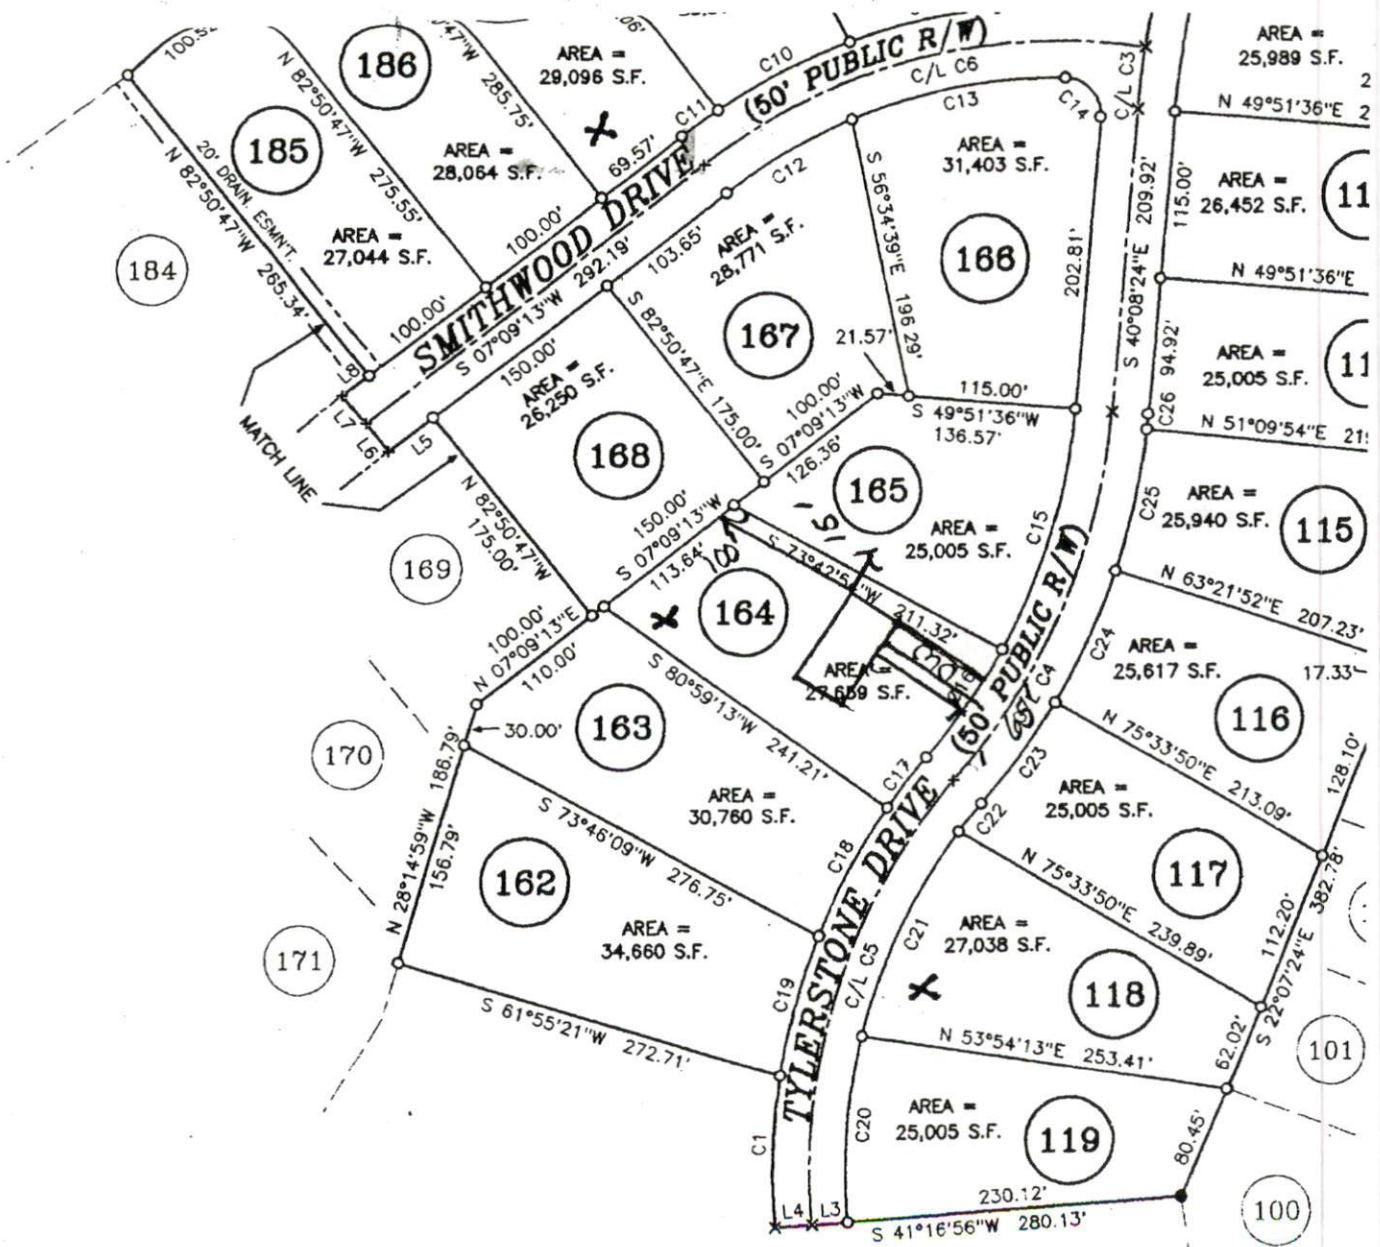 186
AREA =
29,096 S.F.
C10
(50' PUBLIC R/W)
C/L C6
C/L C3
AREA =
25,989 S.F.
N 82°50'47"W 275.55'
285.75'
C11
C13
C14
N 49°51'36"E
185
20' DRAIN. ESMN'T.
N 82°50'47"W 265.34'
AREA =
28,064 S.F.
69.57'
C12
AREA =
31,403 S.F.
S 56°34'39"E 196.29'
209.92'
115.00'
AREA =
26,452 S.F.
184
AREA =
27,044 S.F.
100.00'
SMITHWOOD DRIVE
292.19'
S 07°09'13"W
103.65'
AREA =
28,771 S.F.
166
202.81'
S 40°08'24"E
N 49°51'36"E
100.00'
150.00'
S 82°50'47"E 175.00'
167
21.57'
94.92'
AREA =
25,005 S.F.
L8
L7
L6
L5
MATCH LINE
AREA =
26,250 S.F.
100.00'
S 07°09'13"W
126.36'
115.00'
S 49°51'36"W
136.57'
C26
N 51°09'54"E
168
165
C25
AREA =
25,940 S.F.
115
N 82°50'47"W
175.00'
150.00'
S 07°09'13"W
113.64'
AREA =
25,005 S.F.
C15
169
151'
100
211.32'
N 63°21'52"E 207.23'
164
AREA =
27,659 S.F.
(50' PUBLIC R/W)
C4
C24
AREA =
25,617 S.F.
17.33'
100.00'
N 07°09'13"E
110.00'
S 80°59'13"W 241.21'
116
170
30.00'
163
C17
C23
N 75°33'50"E 213.09'
128.10'
N 28°14'59"W 186.79'
156.79'
AREA =
30,760 S.F.
C22
AREA =
25,005 S.F.
S 73°46'09"W 276.75'
C18
TYLERSTONE DRIVE
117
162
N 75°33'50"E 239.89'
112.20'
S 22°07'24"E 382.78'
171
AREA =
34,660 S.F.
C19
C/L C5
C21
AREA =
27,038 S.F.
118
S 61°55'21"W 272.71'
N 53°54'13"E 253.41'
62.02'
101
C1
C20
AREA =
25,005 S.F.
119
80.45'
L4
L3
230.12'
S 41°16'56"W 280.13'
100